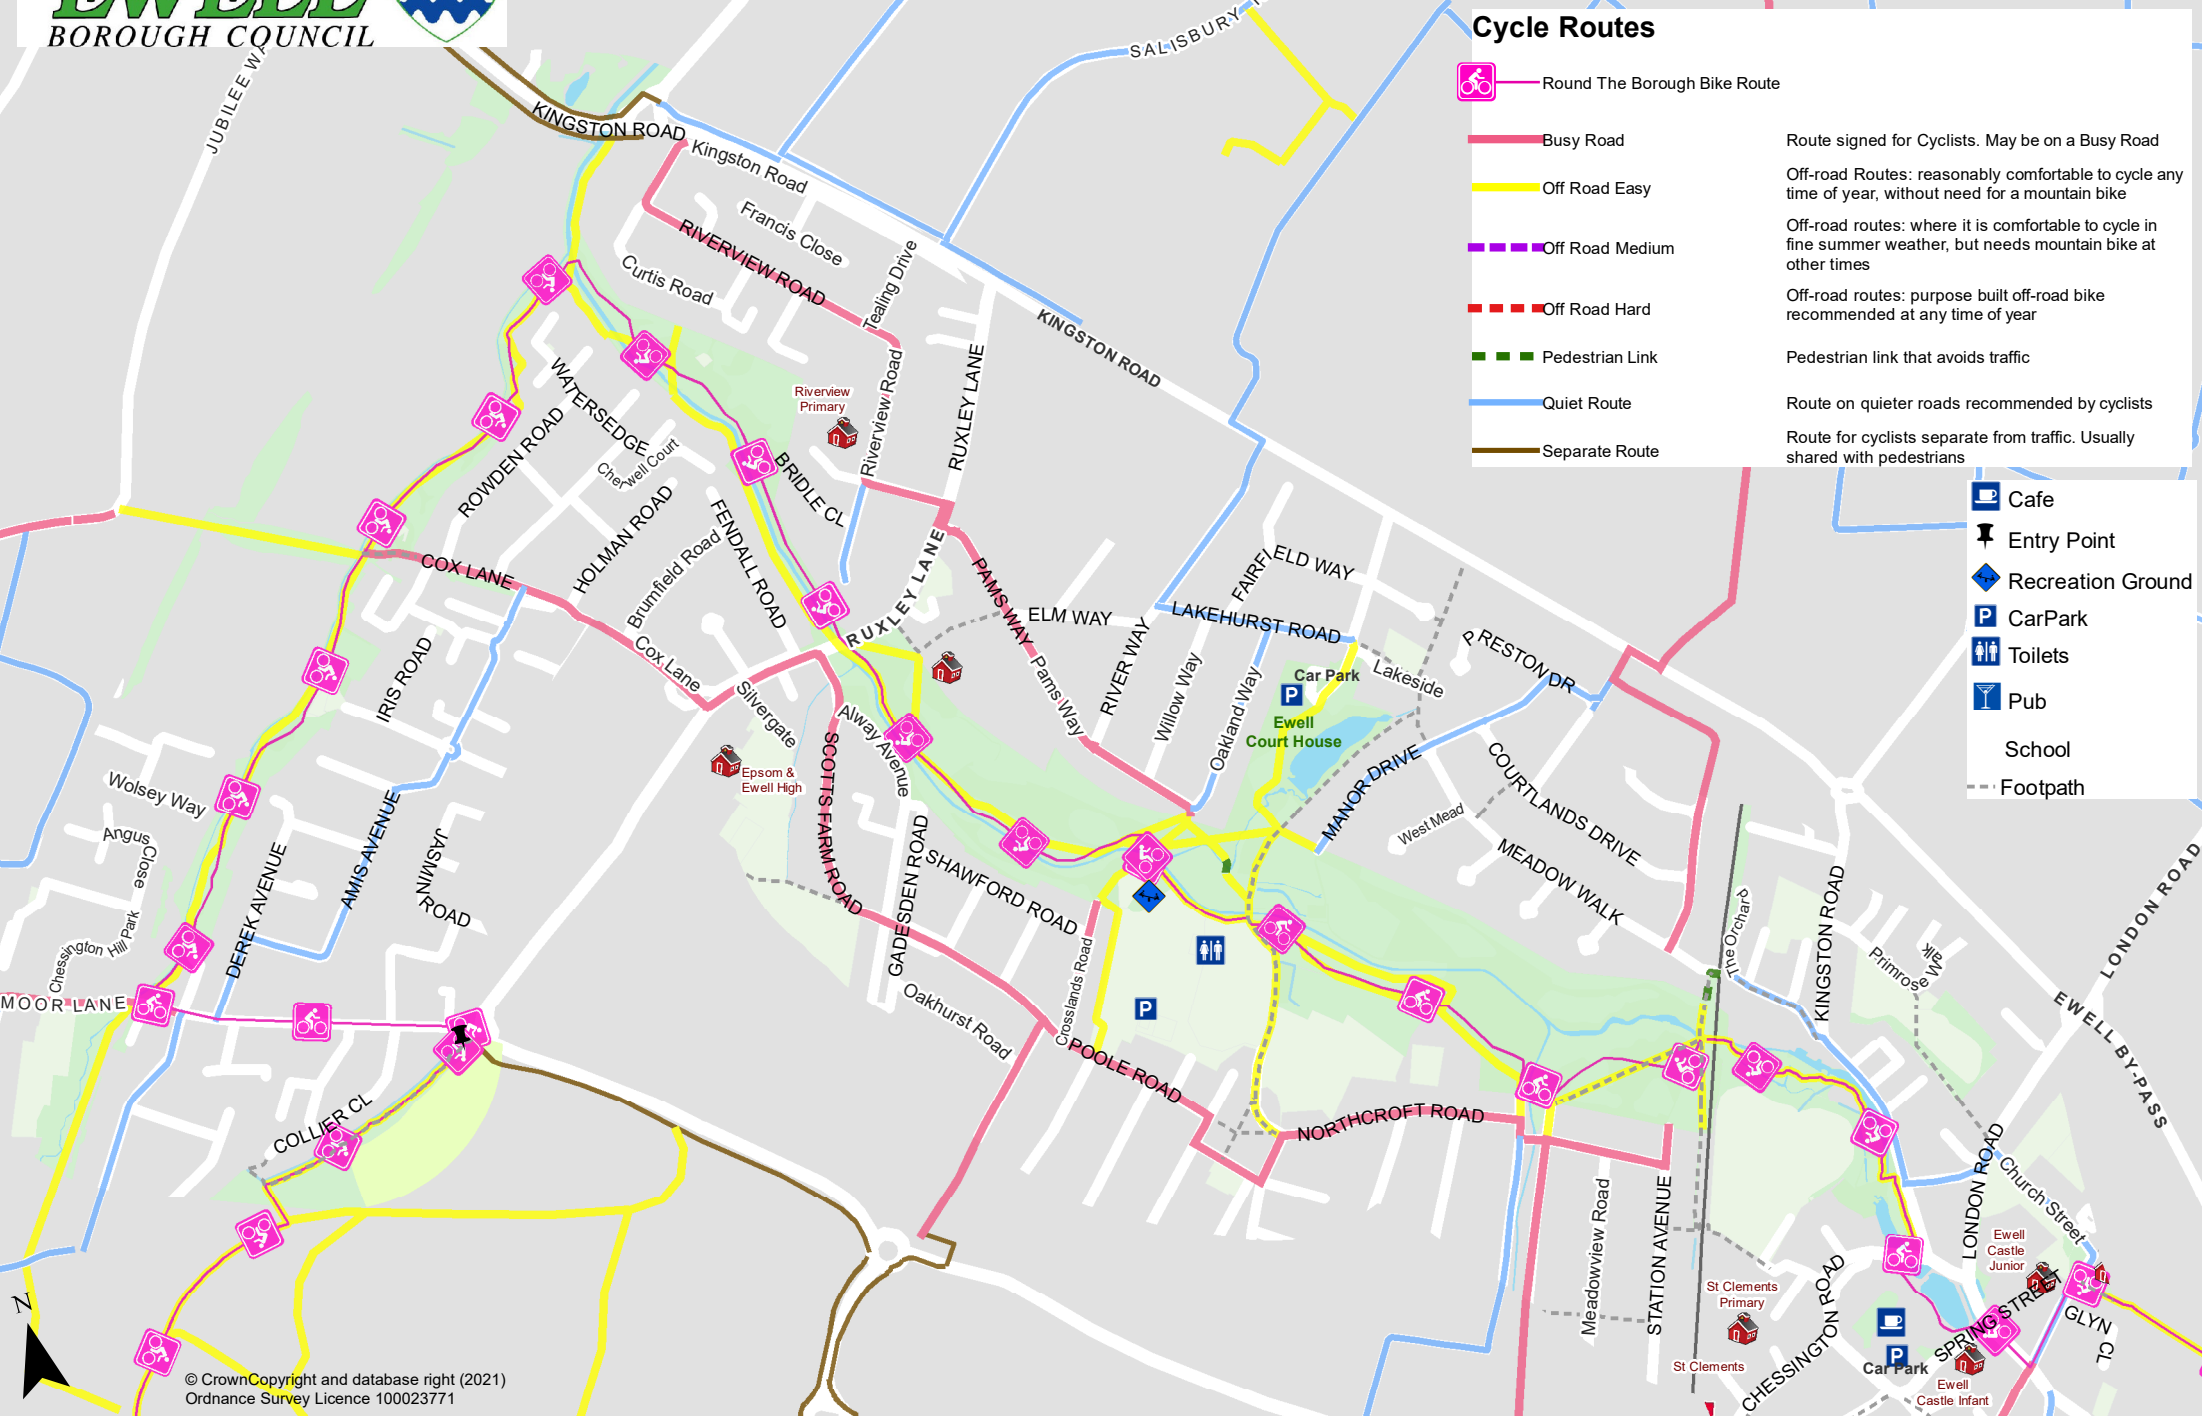 EWELL
BOROUGH COUNCIL
Cycle Routes
Round The Borough Bike Route
Busy Road
Route signed for Cyclists. May be on a Busy Road
Off Road Easy
Off-road Routes: reasonably comfortable to cycle any
time of year, without need for a mountain bike
Off Road Medium
Off-road routes: where it is comfortable to cycle in
fine summer weather, but needs mountain bike at
other times
Off Road Hard
Off-road routes: purpose built off-road bike
recommended at any time of year
Pedestrian Link
Pedestrian link that avoids traffic
Quiet Route
Route on quieter roads recommended by cyclists
Separate Route
Route for cyclists separate from traffic. Usually
shared with pedestrians
Cafe
Entry Point
Recreation Ground
P
CarPark
Toilets
Pub
School
Footpath
JUBILEE WA
SALISBURY
KINGSTON ROAD
Kingston Road
Francis Close
RIVERVIEW ROAD
Curtis Road
Tealing Drive
KINGSTON ROAD
RUXLEY LANE
Riverview Road
Riverview
Primary
WATERSEDGE
ROWDEN ROAD
Cherwell Court
BRIDLE CL
HOLMAN ROAD
FENDALL ROAD
Brumfield Road
COX LANE
RUXLEY LANE
PAMS WAY
ELM WAY
FAIRFIELD WAY
LAKEHURST ROAD
PRESTON DR
Cox Lane
IRIS ROAD
Silvergate
Alway Avenue
Pams Way
RIVER WAY
Willow Way
Oakland Way
Car Park
P
Lakeside
Ewell
Court House
SCOTTS FARM ROAD
Epsom &
Ewell High
MANOR DRIVE
COURTLANDS DRIVE
West Mead
MEADOW WALK
Wolsey Way
Angus
Close
AMIS AVENUE
JASMIN
ROAD
DEREK AVENUE
Chessington Hill Park
MOOR LANE
GADESDEN ROAD
SHAWFORD ROAD
Oakhurst Road
Crosslands Road
P
POOLE ROAD
NORTHCROFT ROAD
The Orchard
KINGSTON ROAD
Primrose
Walk
LONDON ROAD
EWELL BY-PASS
COLLIER CL
LONDON ROAD
Church Street
Meadowview Road
STATION AVENUE
St Clements
Primary
St Clements
CHESSINGTON ROAD
Ewell
Castle
Junior
SPRING STREET
GLYN
CL
P
Car Park
Ewell
Castle Infant
N
© CrownCopyright and database right (2021)
Ordnance Survey Licence 100023771